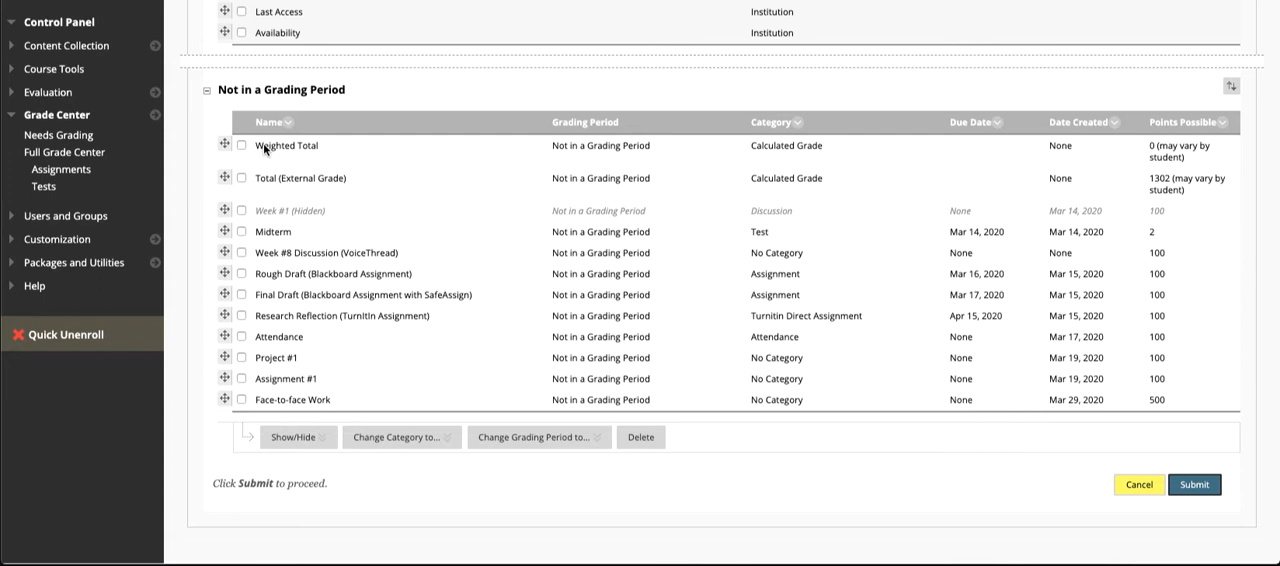 Control Panel
Content Collection
Course Tools
Evaluation
Grade Center
Needs Grading
Full Grade Center
Assignments
Tests
Users and Groups
Customization
Packages and Utilities
Help
Quick Unenroll
Last Access Institution
Availability Institution
Not in a Grading Period
Name Grading Period Category Due Date Date Created Points Possible
Weighted Total Not in a Grading Period Calculated Grade None 0 (may vary by
student)
Total (External Grade) Not in a Grading Period Calculated Grade None 1302 (may vary by
student)
Week #1 (Hidden) Not in a Grading Period Discussion None Mar 14, 2020 100
Midterm Not in a Grading Period Test Mar 14, 2020 Mar 14, 2020 2
Week #8 Discussion (VoiceThread) Not in a Grading Period No Category None None 100
Rough Draft (Blackboard Assignment) Not in a Grading Period Assignment Mar 16, 2020 Mar 15, 2020 100
Final Draft (Blackboard Assignment with SafeAssign) Not in a Grading Period Assignment Mar 17, 2020 Mar 15, 2020 100
Research Reflection (TurnItIn Assignment) Not in a Grading Period Turnitin Direct Assignment Apr 15, 2020 Mar 15, 2020 100
Attendance Not in a Grading Period Attendance None Mar 17, 2020 100
Project #1 Not in a Grading Period No Category None Mar 19, 2020 100
Assignment #1 Not in a Grading Period No Category None Mar 19, 2020 100
Face-to-face Work Not in a Grading Period No Category None Mar 29, 2020 500
Show/Hide Change Category to... Change Grading Period to... Delete
Click Submit to proceed.
Cancel Submit